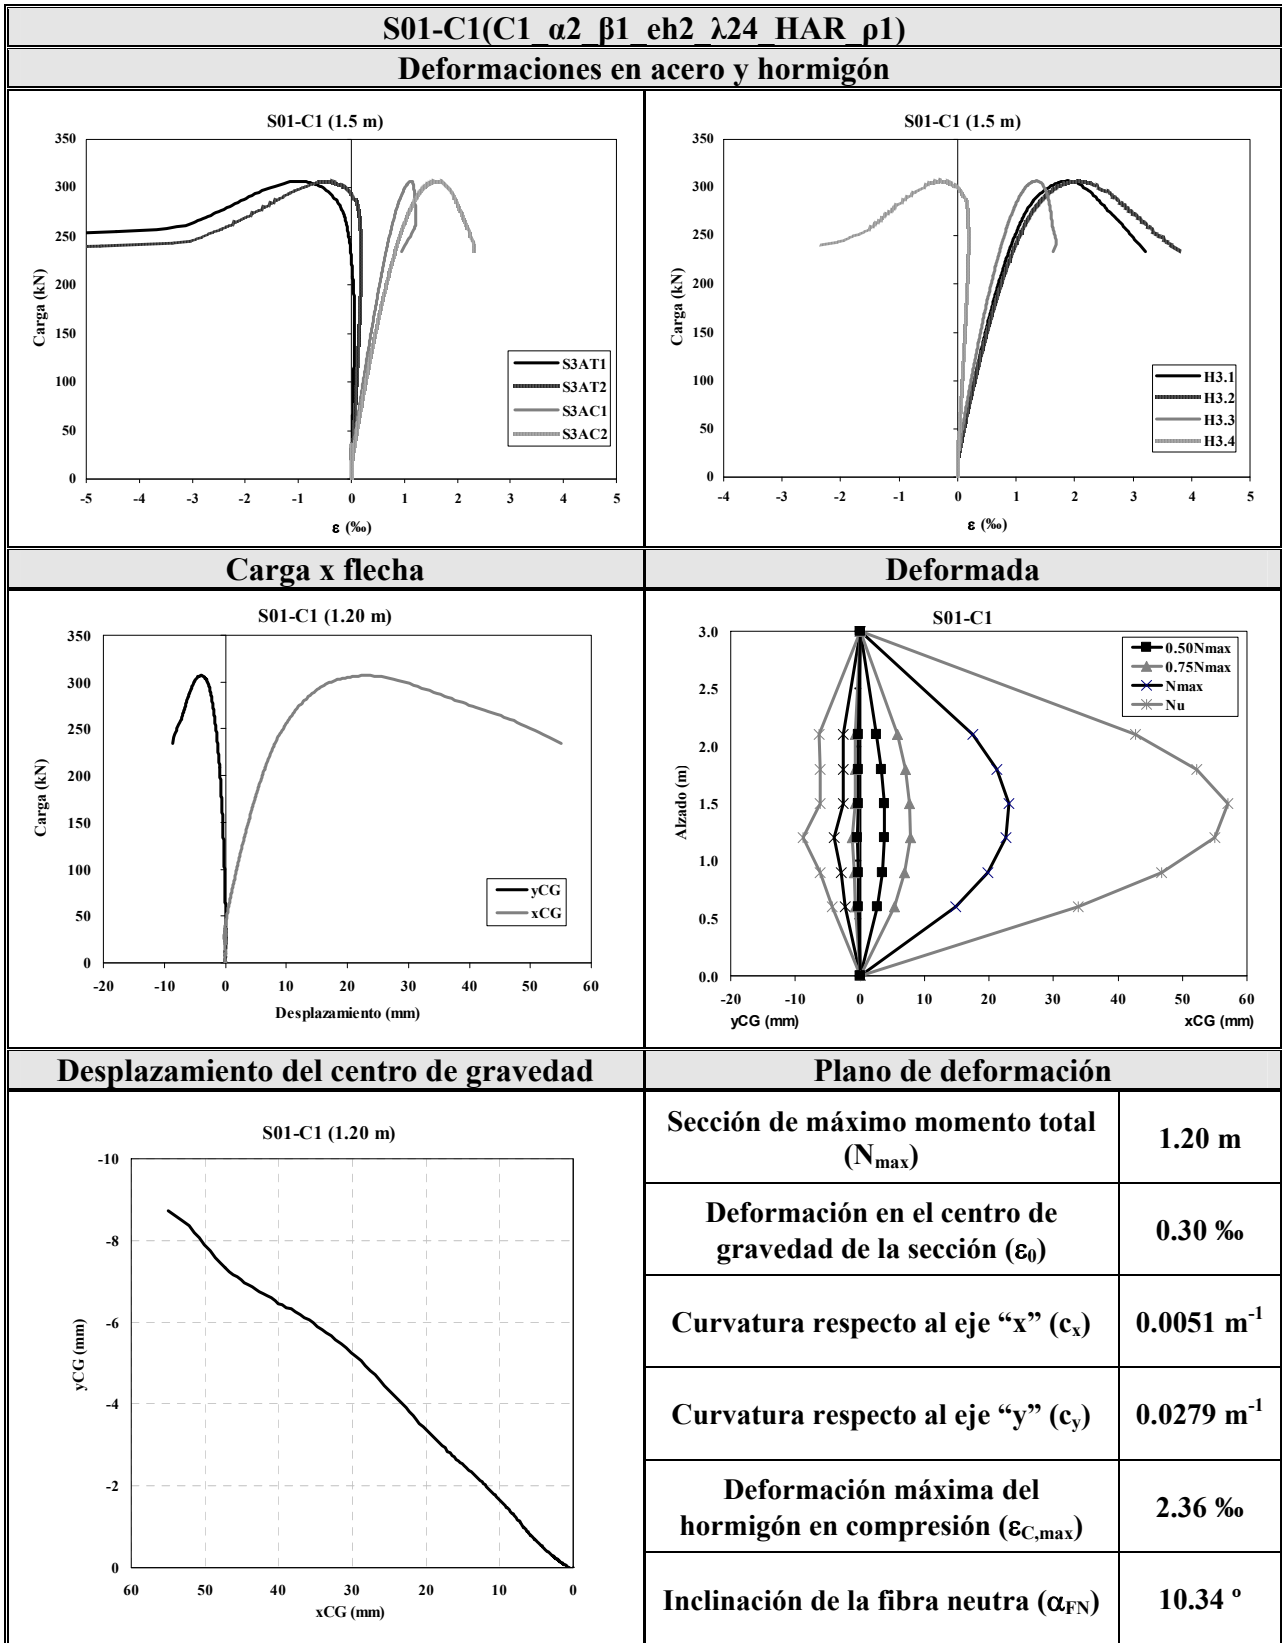 S01-C1(C1_α2_β1_eh2_λ24_HAR_ρ1)
Deformaciones en acero y hormigón
S01-C1 (1.5 m)
350
300
250
200
150
100
50
0
Carga (kN)
-5 -4 -3 -2 -1 0 1 2 3 4 5
ε (‰)
S3AT1
S3AT2
S3AC1
S3AC2
S01-C1 (1.5 m)
350
300
250
200
150
100
50
0
Carga (kN)
-4 -3 -2 -1 0 1 2 3 4 5
ε (‰)
H3.1
H3.2
H3.3
H3.4
Carga x flecha
Deformada
S01-C1 (1.20 m)
350
300
250
200
150
100
50
0
Carga (kN)
-20 -10 0 10 20 30 40 50 60
Desplazamiento (mm)
yCG
xCG
S01-C1
3.0
2.5
2.0
1.5
1.0
0.5
0.0
Alzado (m)
-20 -10 0 10 20 30 40 50 60
yCG (mm) xCG (mm)
0.50Nmax
0.75Nmax
Nmax
Nu
Desplazamiento del centro de gravedad
Plano de deformación
S01-C1 (1.20 m)
-10
-8
-6
-4
-2
0
yCG (mm)
60 50 40 30 20 10 0
xCG (mm)
Sección de máximo momento total
(Nmax)
1.20 m
Deformación en el centro de
gravedad de la sección (ε0)
0.30 ‰
Curvatura respecto al eje “x” (cx)
0.0051 m-1
Curvatura respecto al eje “y” (cy)
0.0279 m-1
Deformación máxima del
hormigón en compresión (εC,max)
2.36 ‰
Inclinación de la fibra neutra (αFN)
10.34 º